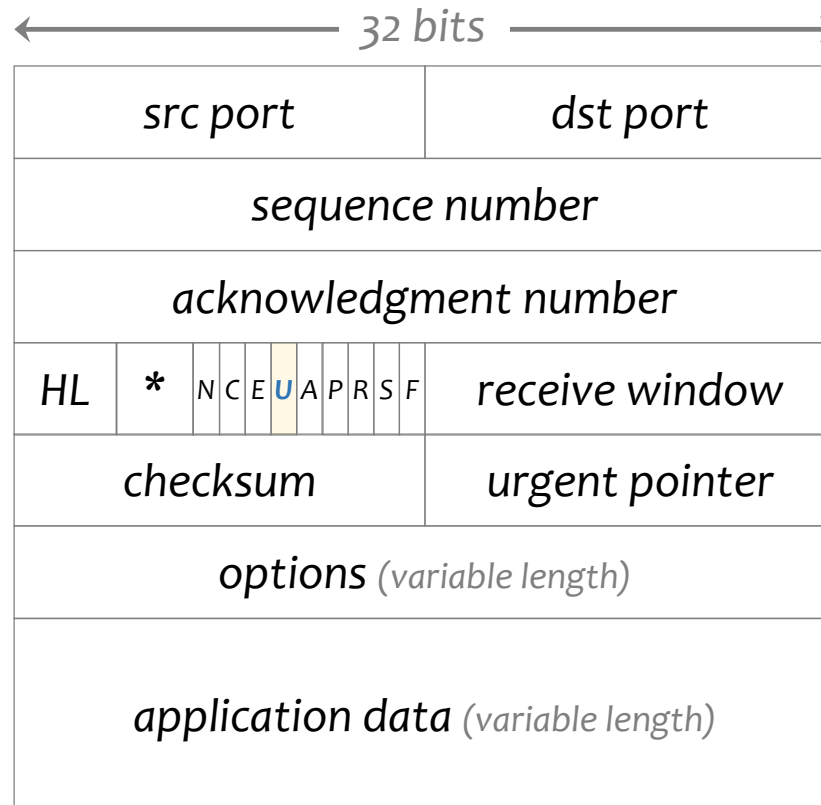 32 bits
src port dst port
sequence number
acknowledgment number
HL * N C E U A P R S F receive window
checksum urgent pointer
options (variable length)
application data (variable length)